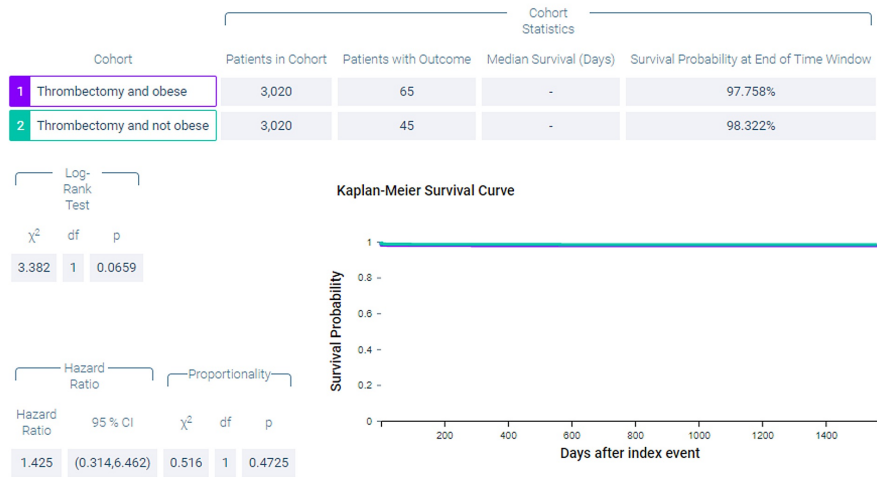 Cohort
Statistics
Cohort Patients in Cohort Patients with Outcome Median Survival (Days) Survival Probability at End of Time Window
1 Thrombectomy and obese 3,020 65 - 97.758%
2 Thrombectomy and not obese 3,020 45 - 98.322%
Log-
Rank
Test
χ² df p
3.382 1 0.0659
Kaplan-Meier Survival Curve
1
0.8
0.6
0.4
0.2
0
Survival Probability
200 400 600 800 1000 1200 1400
Days after index event
Hazard
Ratio
Proportionality
Hazard
Ratio
95 % CI χ² df p
1.425 (0.314,6.462) 0.516 1 0.4725